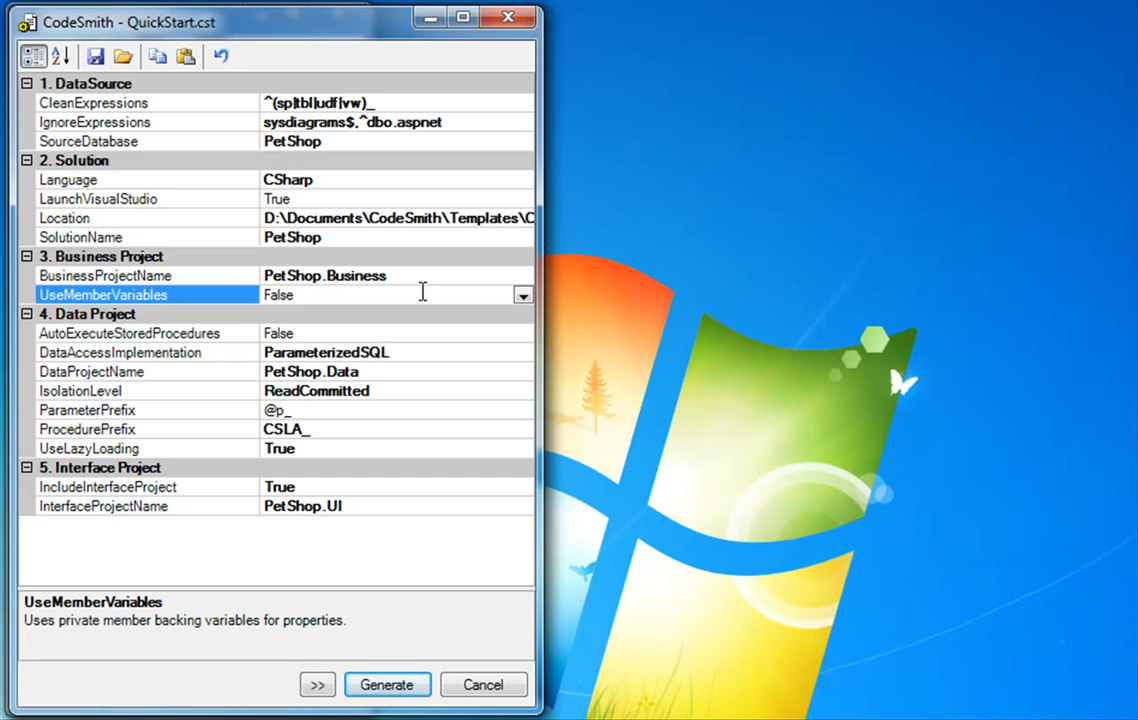 CodeSmith - QuickStart.cst
1. DataSource
CleanExpressions ^(sp|tbl|udf|vw)_
IgnoreExpressions sysdiagrams$,^dbo.aspnet
SourceDatabase PetShop
2. Solution
Language CSharp
LaunchVisualStudio True
Location D:\Documents\CodeSmith\Templates\C
SolutionName PetShop
3. Business Project
BusinessProjectName PetShop.Business
UseMemberVariables False
4. Data Project
AutoExecuteStoredProcedures False
DataAccessImplementation ParameterizedSQL
DataProjectName PetShop.Data
IsolationLevel ReadCommitted
ParameterPrefix @p_
ProcedurePrefix CSLA_
UseLazyLoading True
5. Interface Project
IncludeInterfaceProject True
InterfaceProjectName PetShop.UI
UseMemberVariables
Uses private member backing variables for properties.
>> Generate Cancel